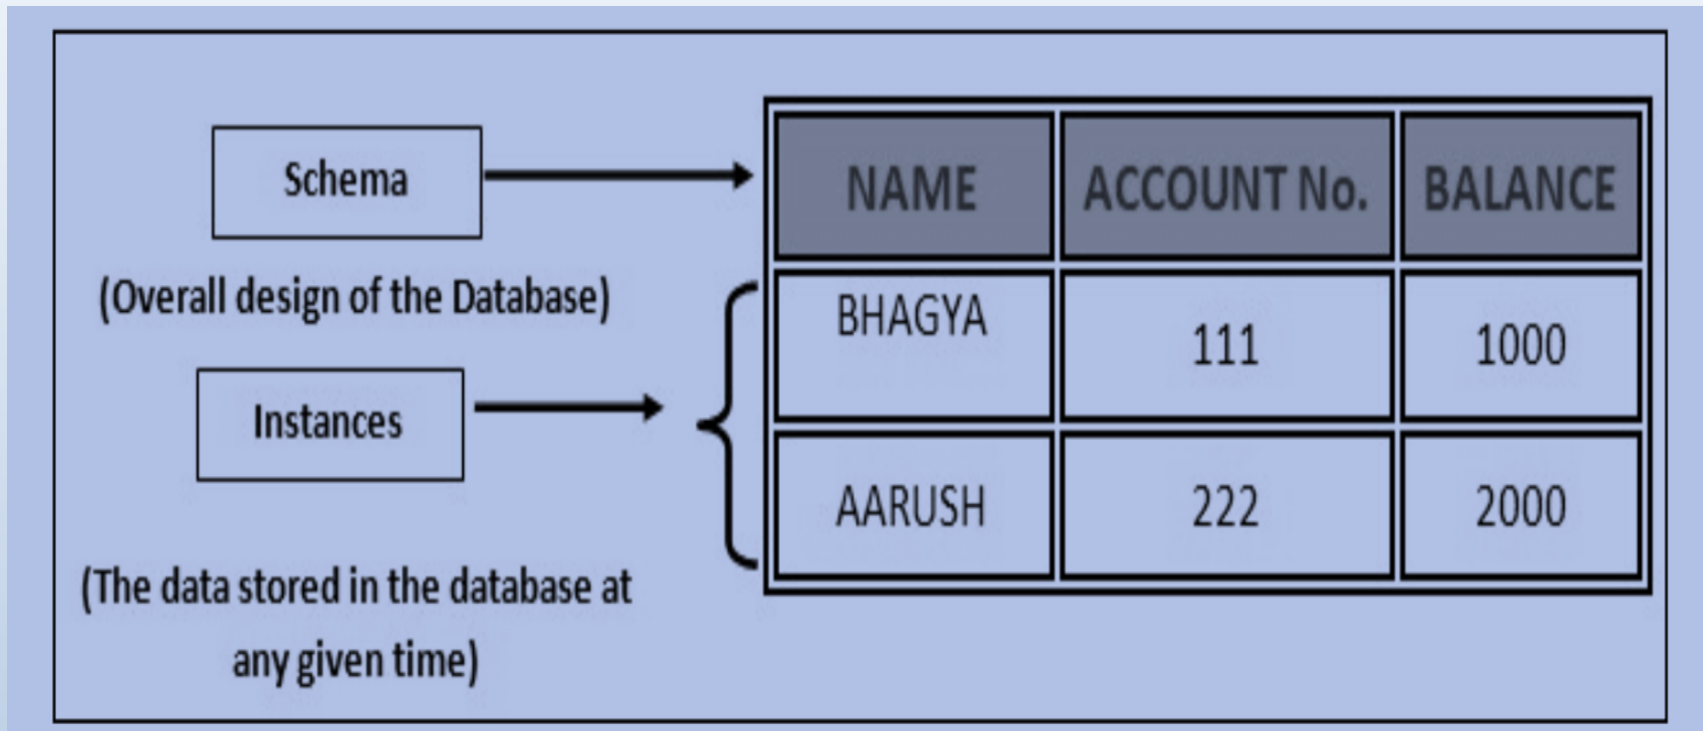 Schema
(Overall design of the Database)
Instances
(The data stored in the database at
any given time)
NAME ACCOUNT No. BALANCE
BHAGYA 111 1000
AARUSH 222 2000